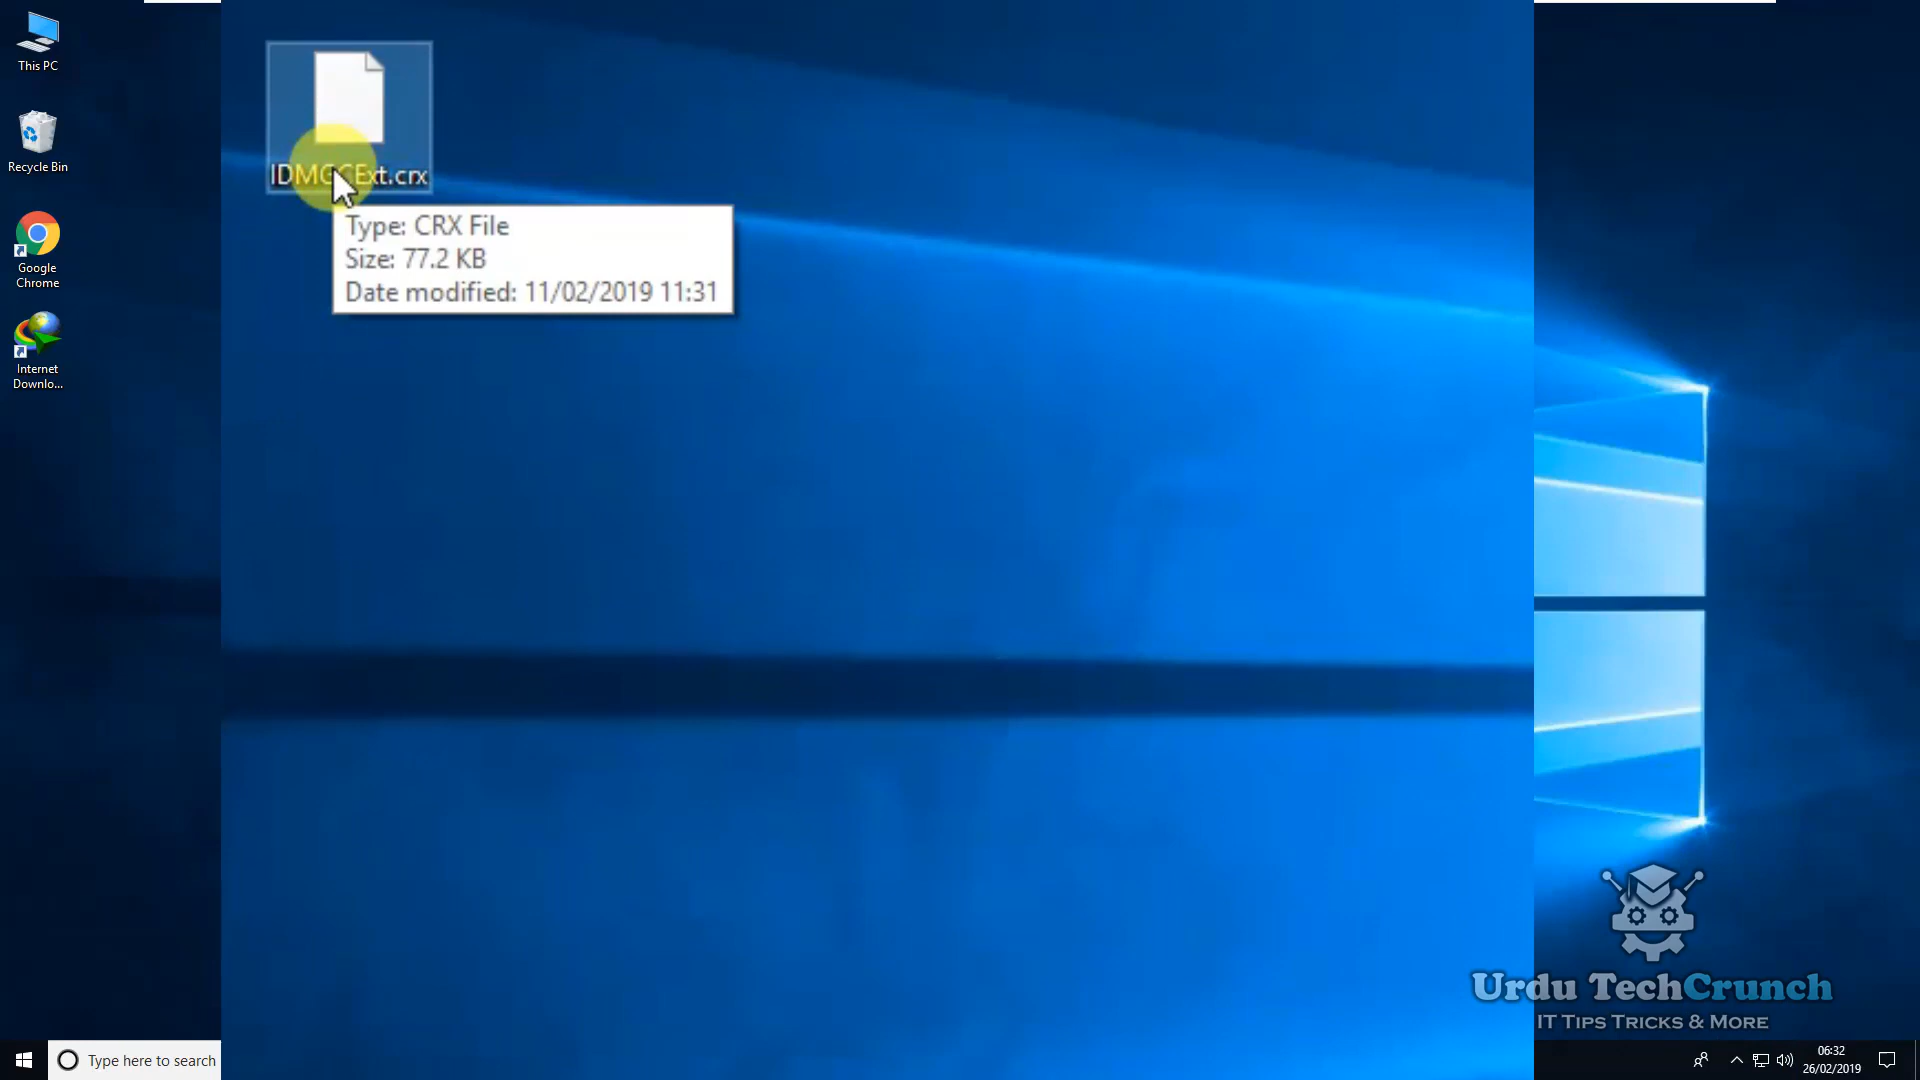 This PC
Recycle Bin
Google
Chrome
Internet
Downlo...
IDMGCExt.crx
Type: CRX File
Size: 77.2 KB
Date modified: 11/02/2019 11:31
Urdu TechCrunch
IT Tips Tricks & More
Type here to search
06:32
26/02/2019